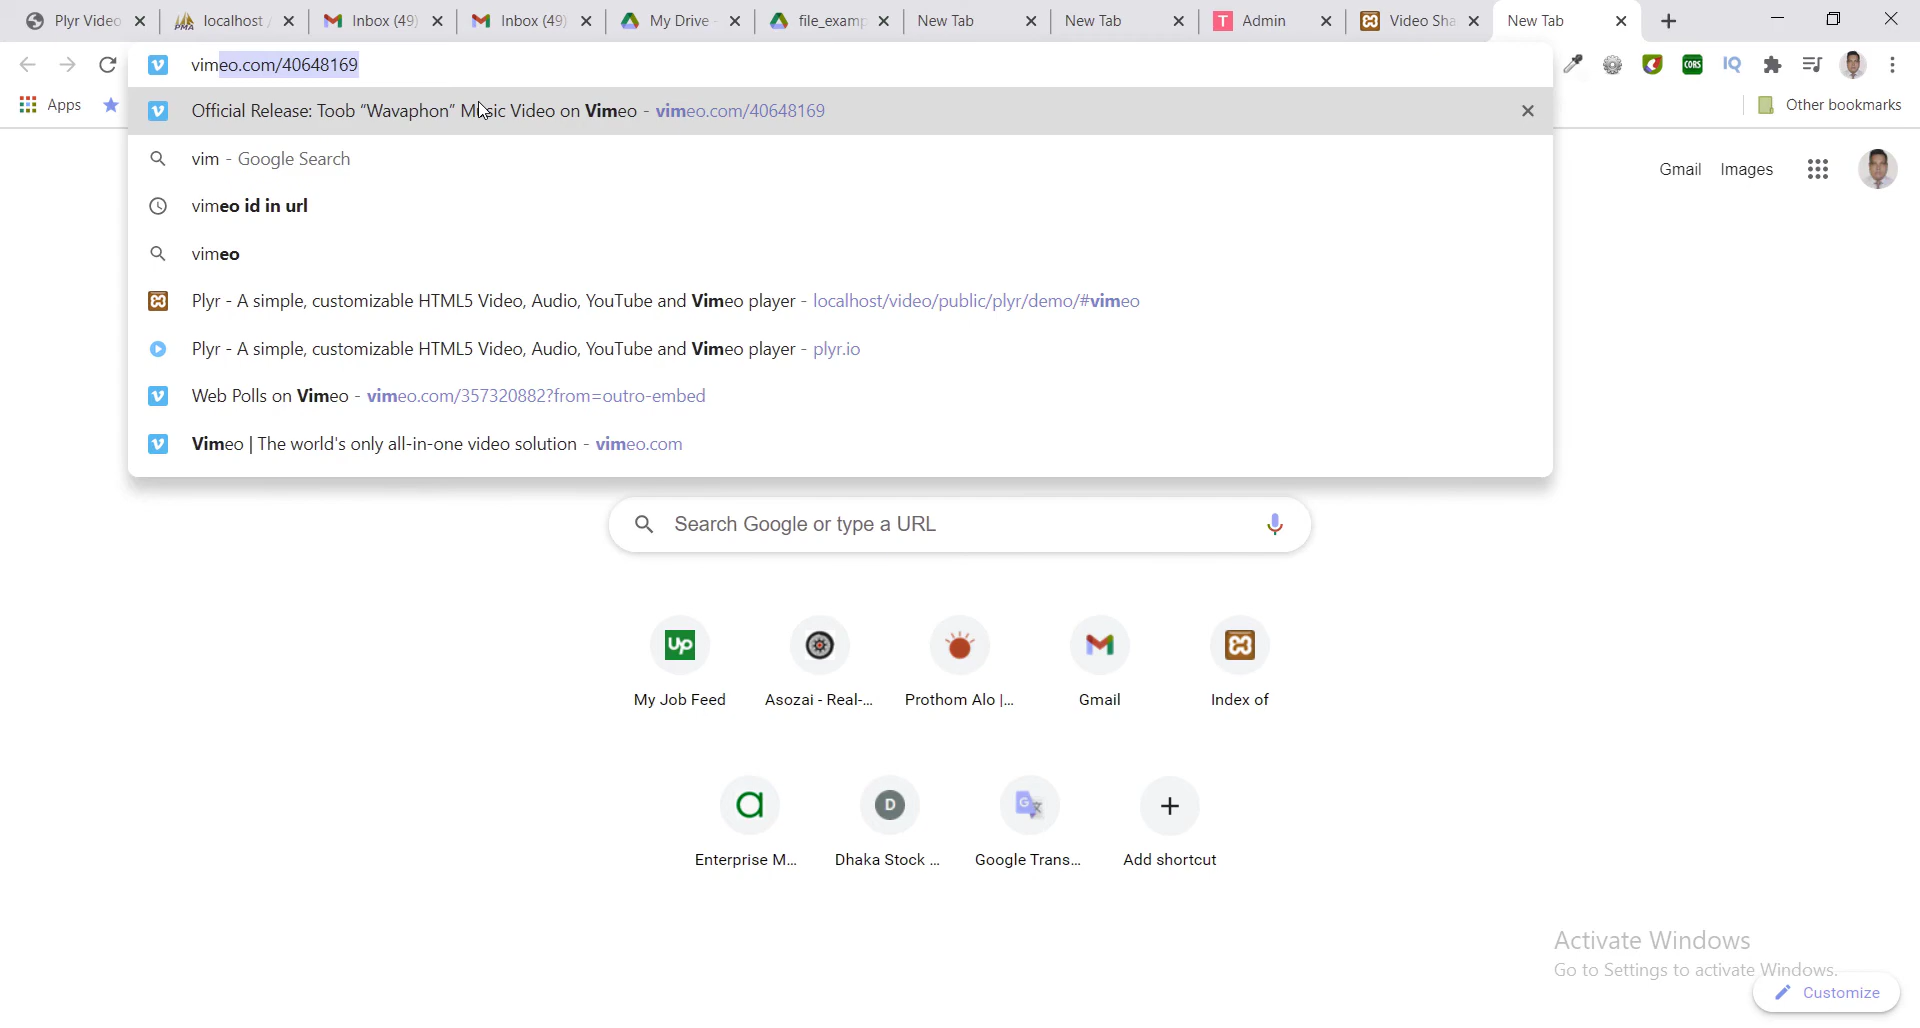 Plyr Video localhost / Inbox (49) Inbox (49) My Drive - file_examp New Tab New Tab T Admin Video Sha New Tab
vimeo.com/40648169 CORS IQ
Apps Other bookmarks
Official Release: Toob “Wavaphon” Music Video on Vimeo - vimeo.com/40648169
vim - Google Search
Gmail Images
vimeo id in url
vimeo
Plyr - A simple, customizable HTML5 Video, Audio, YouTube and Vimeo player - localhost/video/public/plyr/demo/#vimeo
Plyr - A simple, customizable HTML5 Video, Audio, YouTube and Vimeo player - plyr.io
Web Polls on Vimeo - vimeo.com/357320882?from=outro-embed
Vimeo | The world's only all-in-one video solution - vimeo.com
Search Google or type a URL
My Job Feed Asozai - Real-... Prothom Alo |... Gmail Index of
Enterprise M... Dhaka Stock ... Google Trans... Add shortcut
Activate Windows
Go to Settings to activate Windows.
Customize